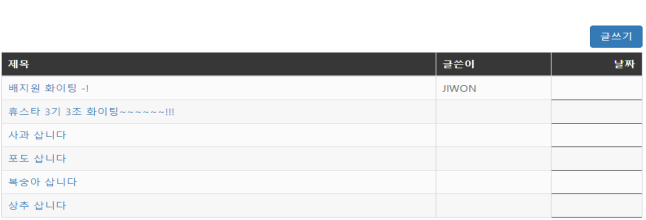 글쓰기
제목 글쓴이 날짜
배지원 화이팅 -! JIWON
휴스타 3기 3조 화이팅~~~~~~!!!
사과 삽니다
포도 삽니다
복숭아 삽니다
상추 삽니다